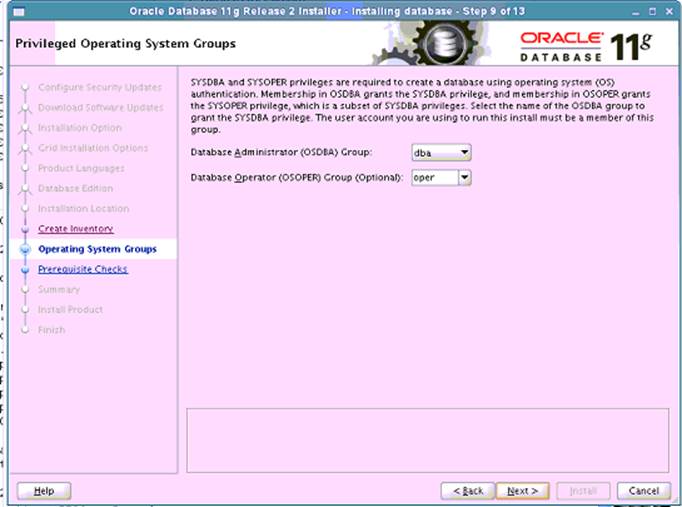 Oracle Database 11g Release 2 Installer - Installing database - Step 9 of 13
Privileged Operating System Groups
ORACLE
DATABASE
11g
Configure Security Updates
Download Software Updates
Installation Option
Grid Installation Options
Product Languages
Database Edition
Installation Location
Create Inventory
Operating System Groups
Prerequisite Checks
Summary
Install Product
Finish
SYSDBA and SYSOPER privileges are required to create a database using operating system (OS)
authentication. Membership in OSDBA grants the SYSDBA privilege, and membership in OSOPER grants
the SYSOPER privilege, which is a subset of SYSDBA privileges. Select the name of the OSDBA group to
grant the SYSDBA privilege. The user account you are using to run this install must be a member of this
group.
Database Administrator (OSDBA) Group: dba
Database Operator (OSOPER) Group (Optional): oper
Help
< Back
Next >
Install
Cancel